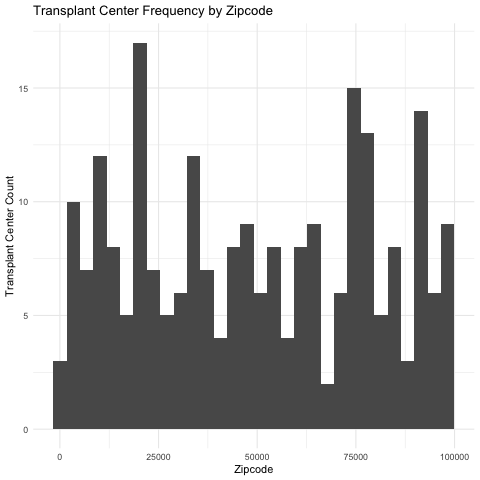 Transplant Center Frequency by Zipcode
Transplant Center Count
15
10
5
0
0 25000 50000 75000 100000
Zipcode